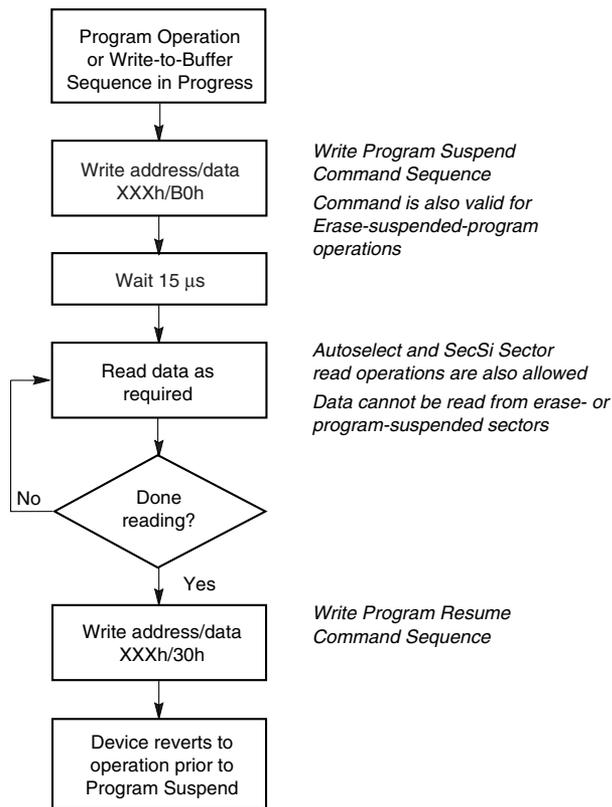 Program Operation
or Write-to-Buffer
Sequence in Progress
Write address/data
XXXh/B0h
Write Program Suspend
Command Sequence
Command is also valid for
Erase-suspended-program
operations
Wait 15 μs
Read data as
required
Autoselect and SecSi Sector
read operations are also allowed
Data cannot be read from erase- or
program-suspended sectors
No
Done
reading?
Yes
Write address/data
XXXh/30h
Write Program Resume
Command Sequence
Device reverts to
operation prior to
Program Suspend